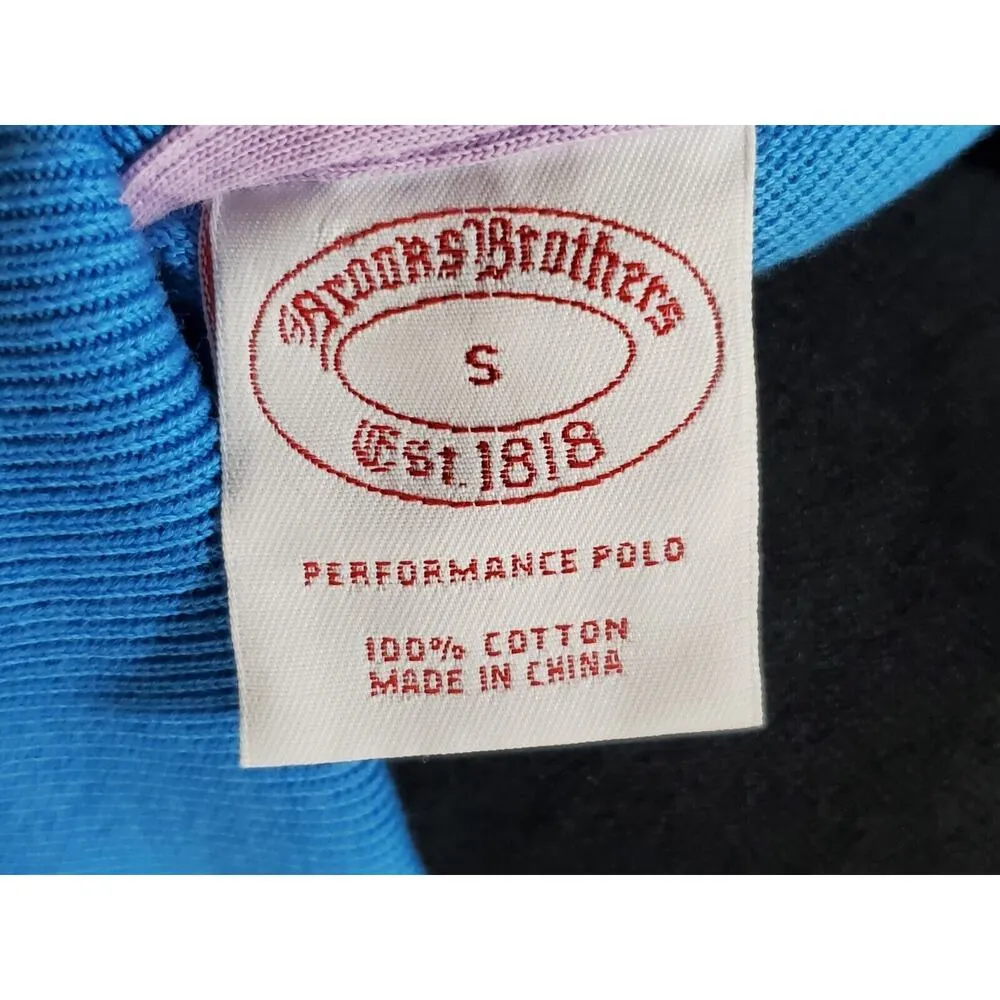 Brooks Brothers
S
Est. 1818
PERFORMANCE POLO
100% COTTON
MADE IN CHINA